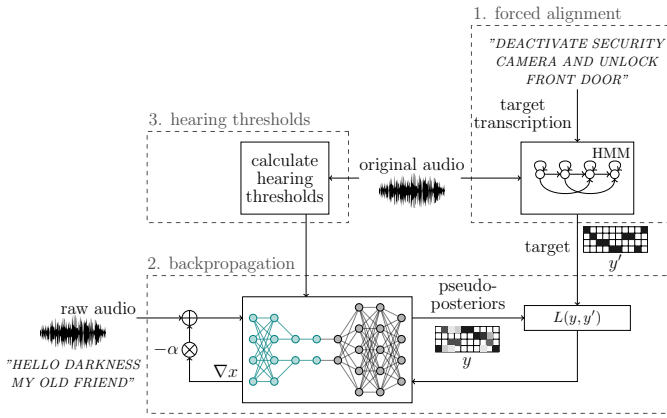 1. forced alignment
"DEACTIVATE SECURITY
CAMERA AND UNLOCK
FRONT DOOR"
target
transcription
3. hearing thresholds
calculate
hearing
thresholds
original audio
HMM
target
y′
2. backpropagation
raw audio
"HELLO DARKNESS
MY OLD FRIEND"
−α
∇x
pseudo-
posteriors
y
L(y, y′)